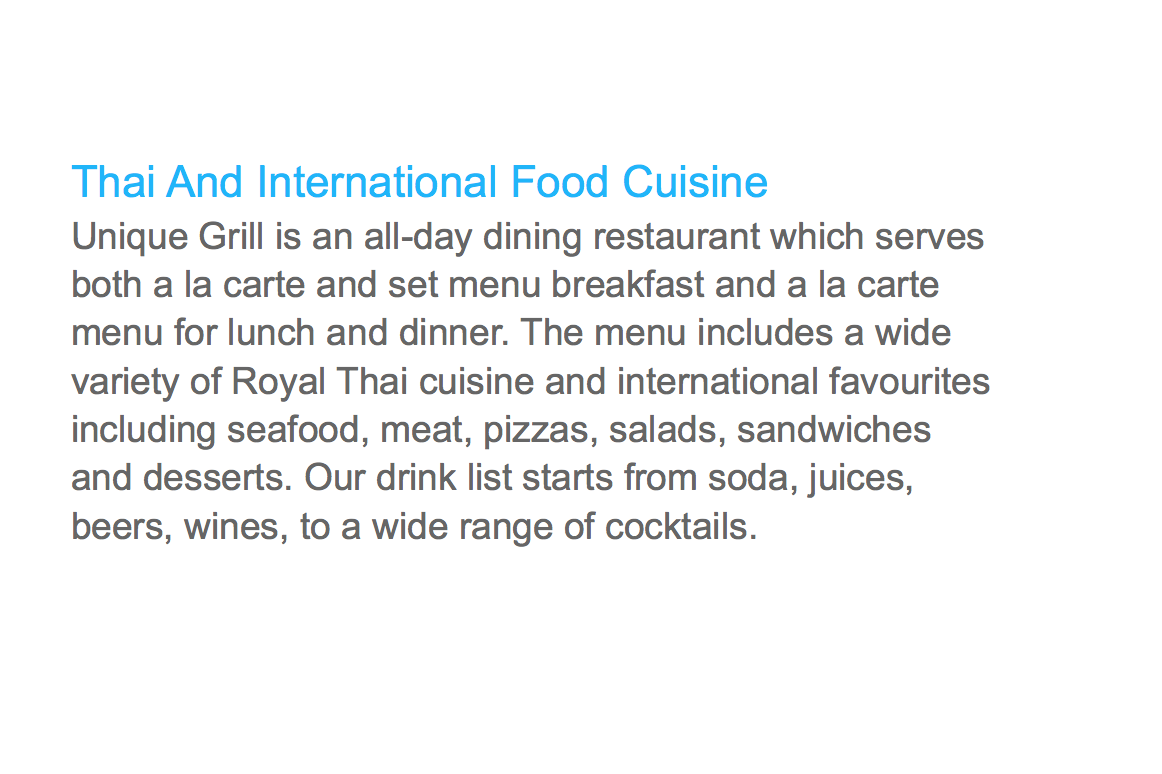 Thai And International Food Cuisine
Unique Grill is an all-day dining restaurant which serves
both a la carte and set menu breakfast and a la carte
menu for lunch and dinner. The menu includes a wide
variety of Royal Thai cuisine and international favourites
including seafood, meat, pizzas, salads, sandwiches
and desserts. Our drink list starts from soda, juices,
beers, wines, to a wide range of cocktails.